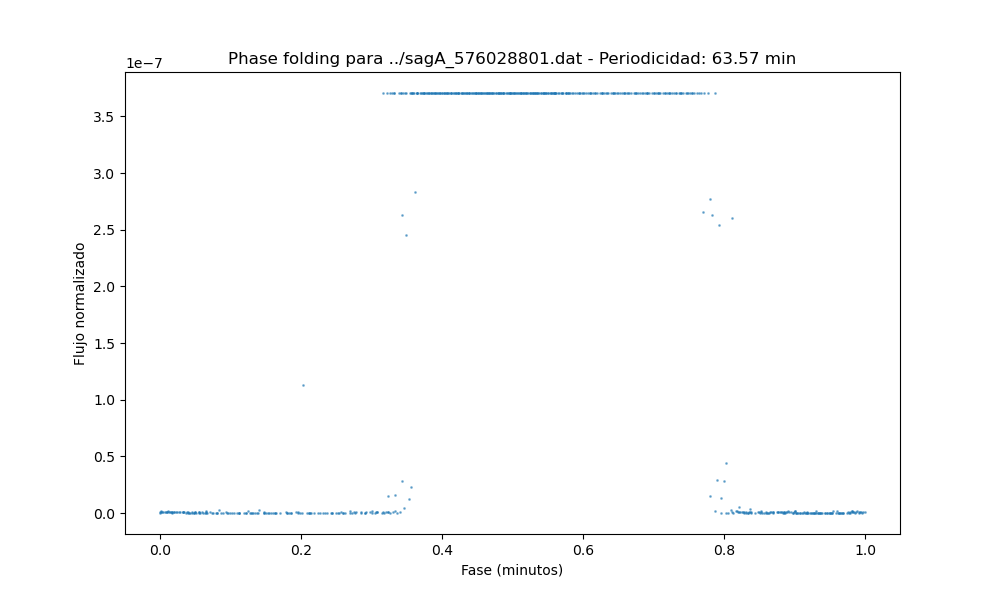 Phase folding para ../sagA_576028801.dat - Periodicidad: 63.57 min
1e−7
3.5
3.0
2.5
2.0
1.5
1.0
0.5
0.0
Flujo normalizado
0.0 0.2 0.4 0.6 0.8 1.0
Fase (minutos)